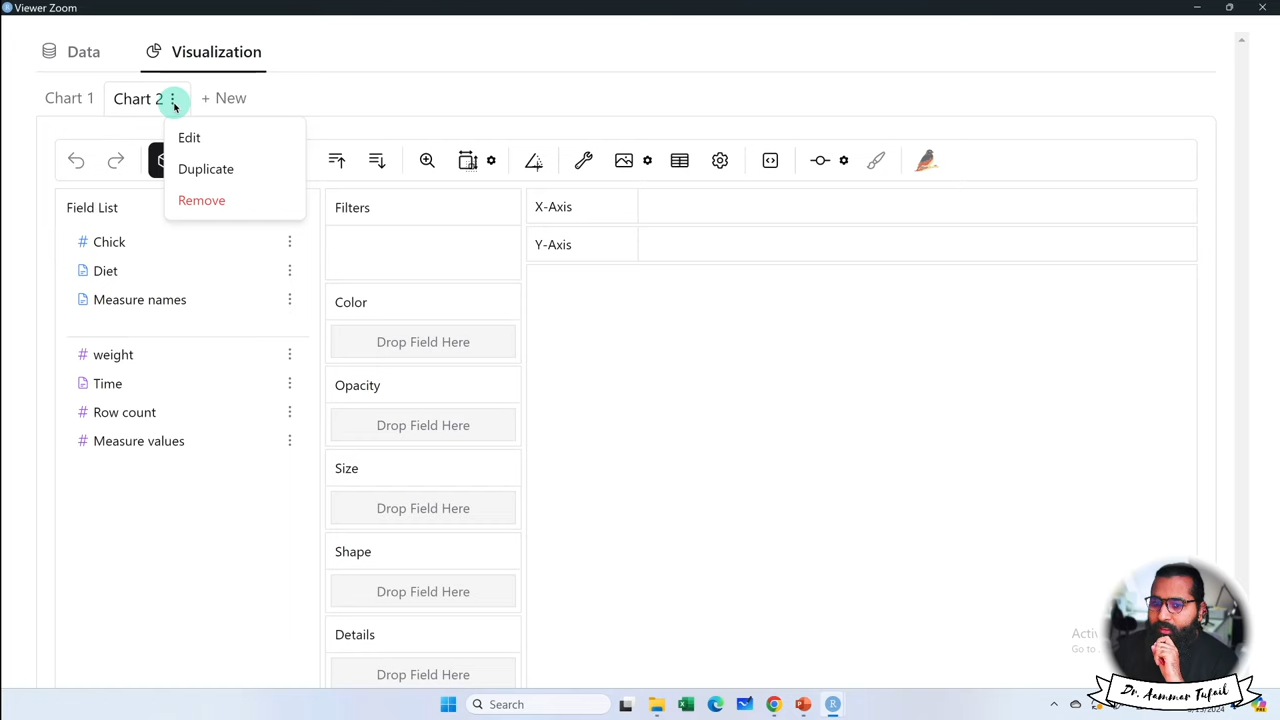 Viewer Zoom
Data
Visualization
Chart 1
Chart 2
+ New
Edit
Duplicate
Remove
Field List
Chick
Diet
Measure names
weight
Time
Row count
Measure values
Filters
Color
Drop Field Here
Opacity
Drop Field Here
Size
Drop Field Here
Shape
Drop Field Here
Details
Drop Field Here
X-Axis
Y-Axis
Go to
Dr. Aammar Tufail
Search